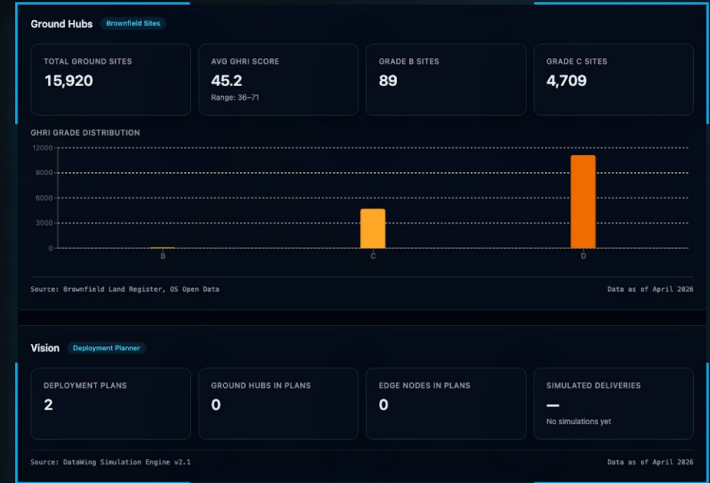 Ground Hubs Brownfield Sites
TOTAL GROUND SITES
15,920
AVG GHRI SCORE
45.2
Range: 36–71
GRADE B SITES
89
GRADE C SITES
4,709
GHRI GRADE DISTRIBUTION
12000
9000
6000
3000
0
B C D
Source: Brownfield Land Register, OS Open Data Data as of April 2026
Vision Deployment Planner
DEPLOYMENT PLANS
2
GROUND HUBS IN PLANS
0
EDGE NODES IN PLANS
0
SIMULATED DELIVERIES
—
No simulations yet
Source: DataWing Simulation Engine v2.1 Data as of April 2026